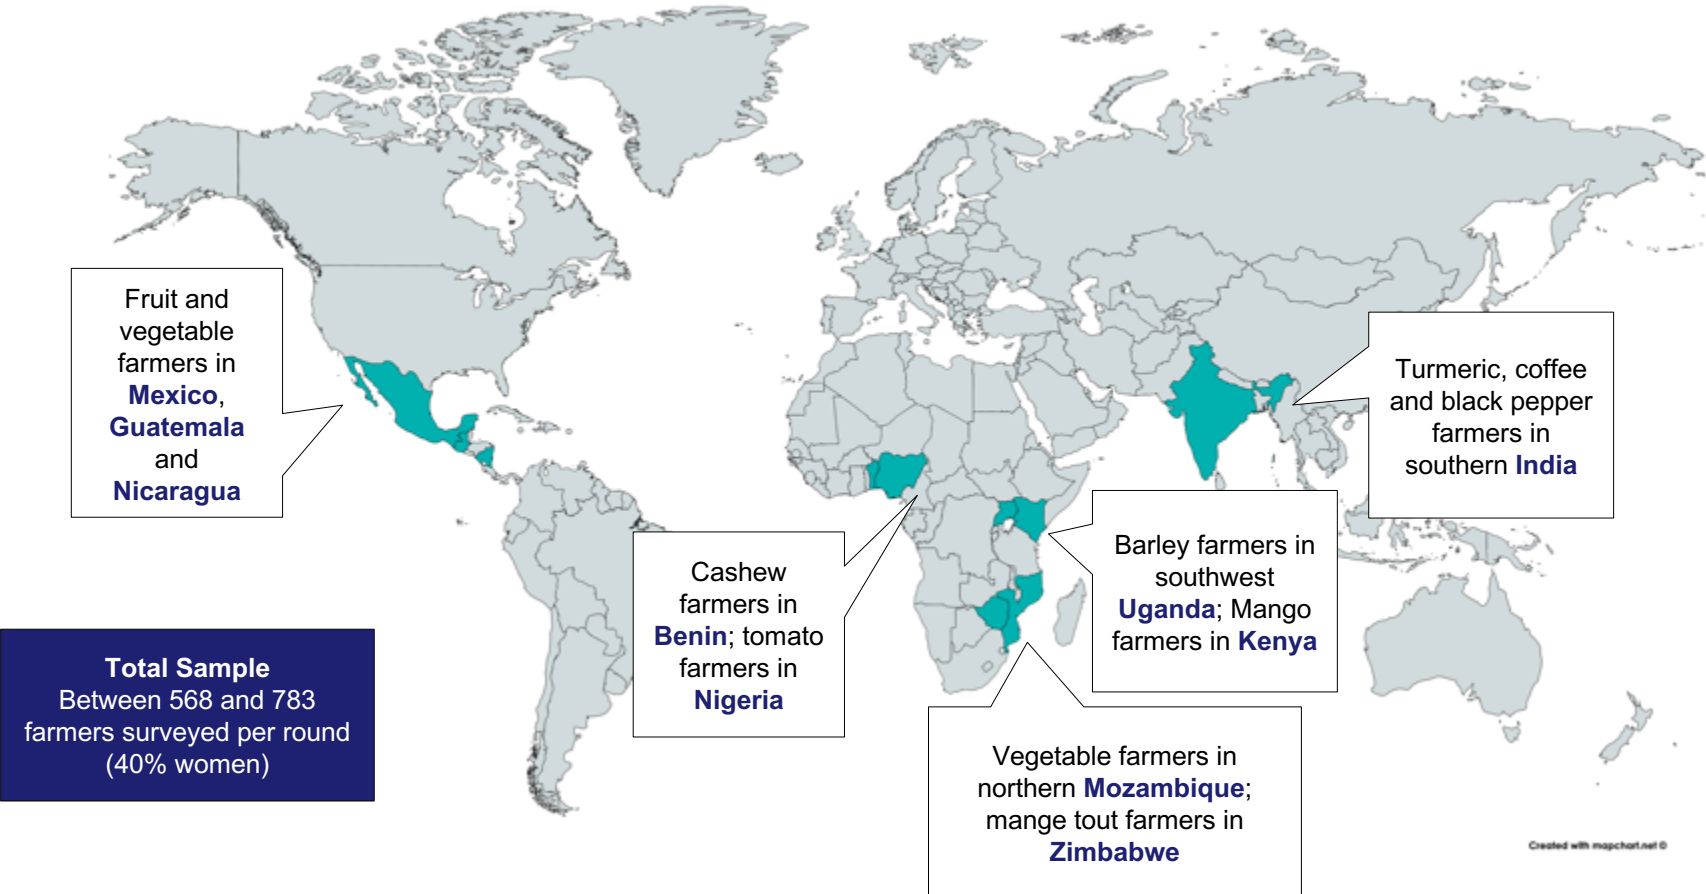 Fruit and
vegetable
farmers in
Mexico,
Guatemala
and
Nicaragua
Turmeric, coffee
and black pepper
farmers in
southern India
Cashew
farmers in
Benin; tomato
farmers in
Nigeria
Barley farmers in
southwest
Uganda; Mango
farmers in Kenya
Total Sample
Between 568 and 783
farmers surveyed per round
(40% women)
Vegetable farmers in
northern Mozambique;
mange tout farmers in
Zimbabwe
Created with mapchart.net ©